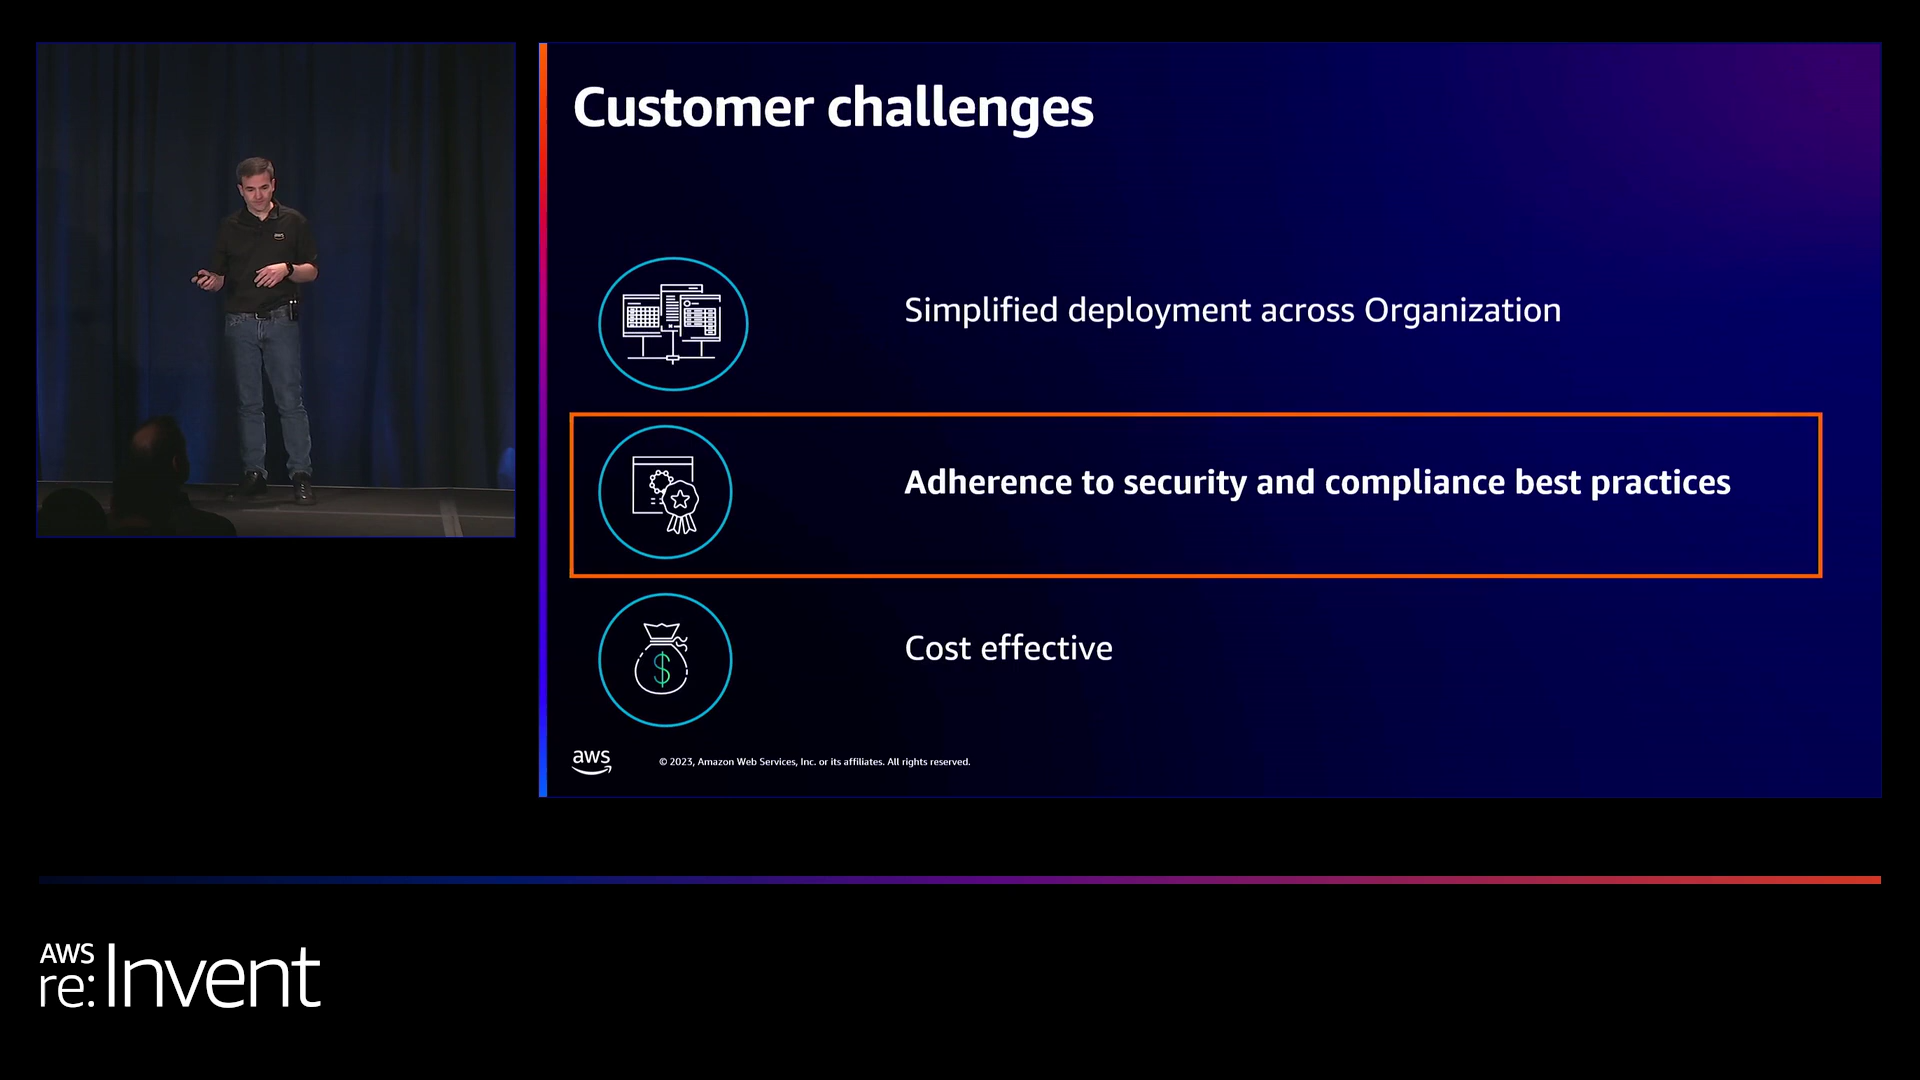 Customer challenges
Simplified deployment across Organization
Adherence to security and compliance best practices
$
Cost effective
aws
© 2023, Amazon Web Services, Inc. or its affiliates. All rights reserved.
AWS
re:Invent